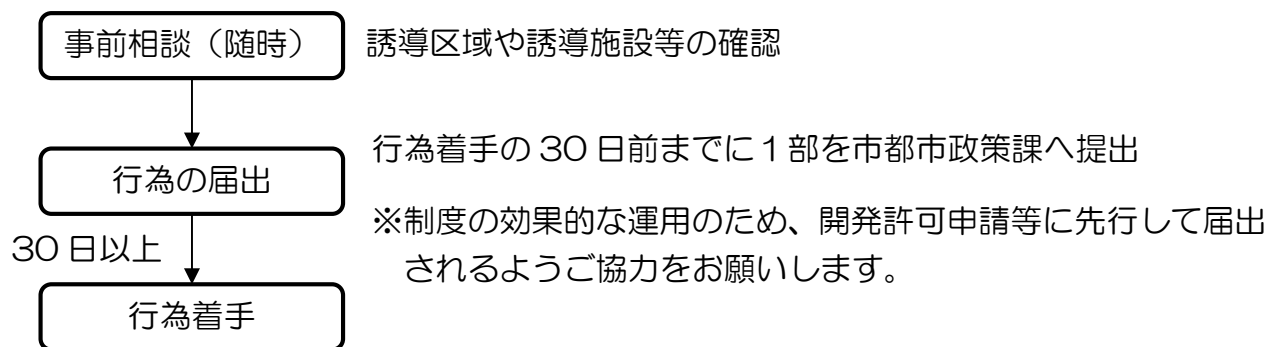 事前相談（随時）
誘導区域や誘導施設等の確認
行為の届出
行為着手の 30 日前までに１部を市都市政策課へ提出
※制度の効果的な運用のため、開発許可申請等に先行して届出
されるようご協力をお願いします。
30 日以上
行為着手